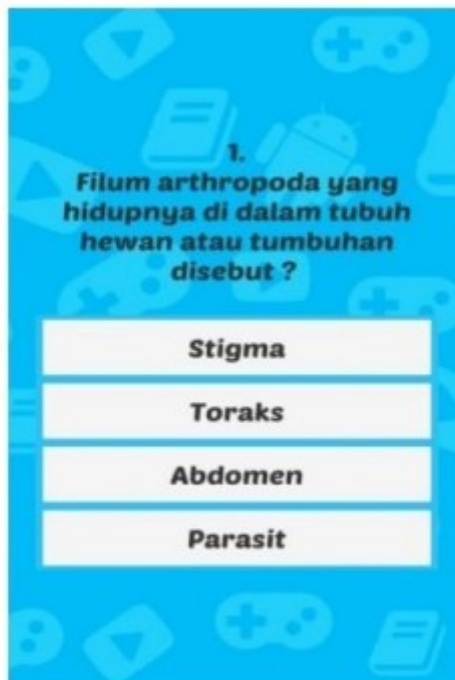 1.
Filum arthropoda yang
hidupnya di dalam tubuh
hewan atau tumbuhan
disebut ?
Stigma
Toraks
Abdomen
Parasit